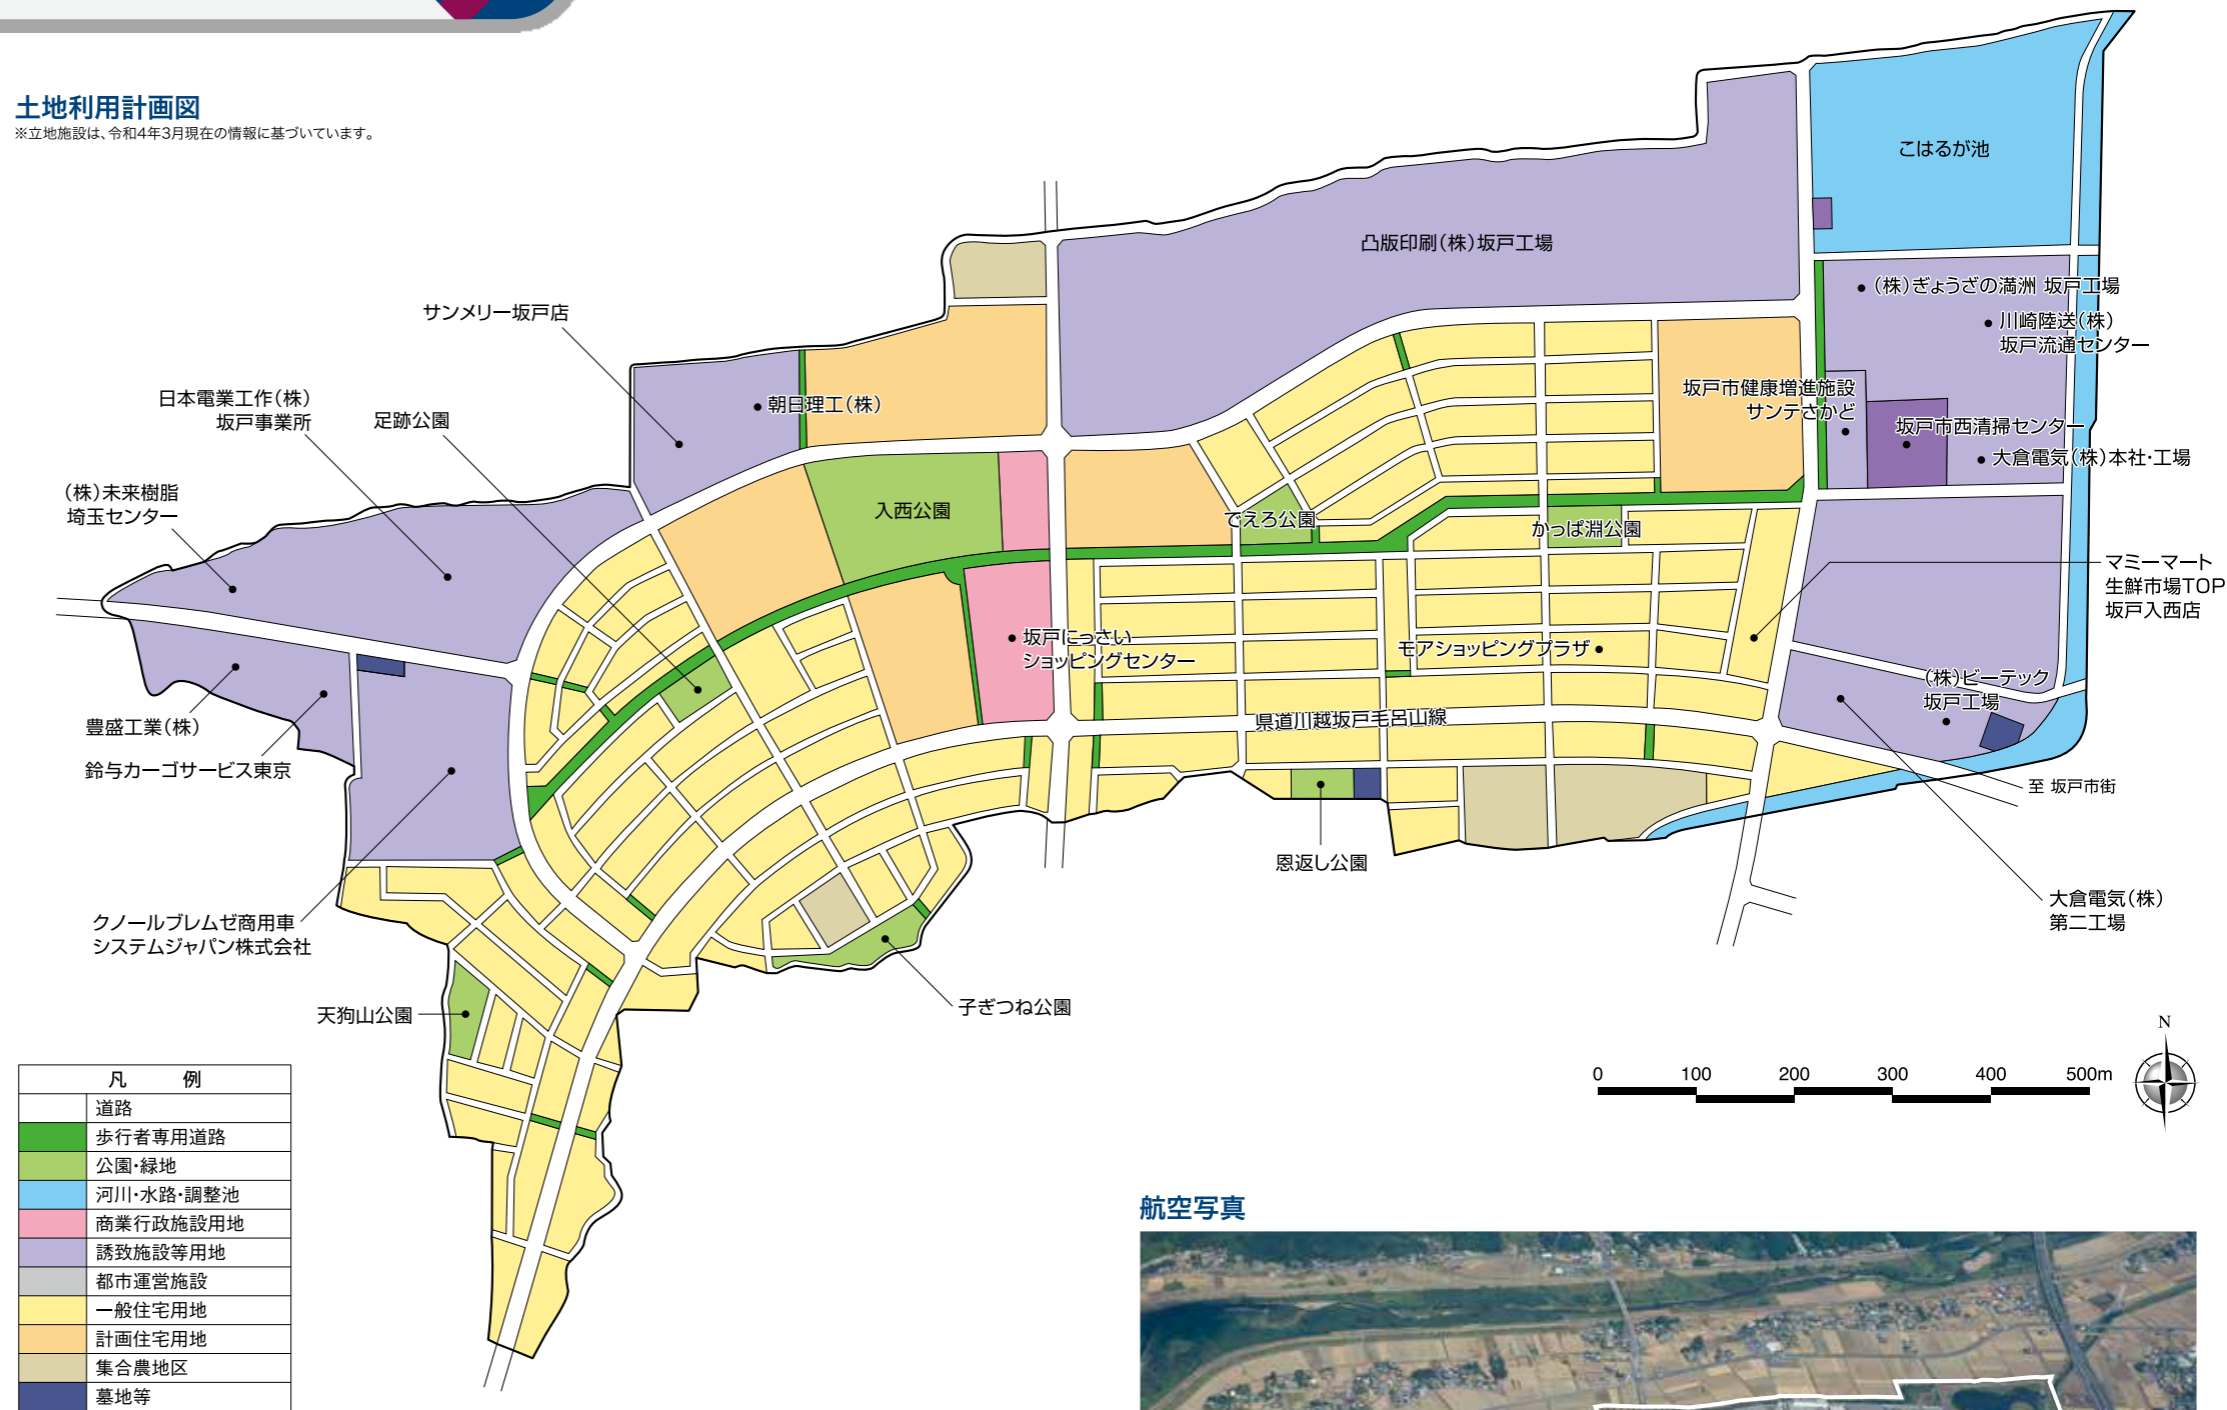 土地利用計画図
※立地施設は、令和4年3月現在の情報に基づいています。
こはるが池
凸版印刷(株)坂戸工場
(株)ぎょうざの満洲 坂戸工場
川崎陸送(株)
坂戸流通センター
サンメリー坂戸店
朝日理工(株)
坂戸市健康増進施設
サンテさかど
坂戸市西清掃センター
大倉電気(株)本社・工場
日本電業工作(株)
坂戸事業所
足跡公園
(株)未来樹脂
埼玉センター
入西公園
でえろ公園
かっぱ淵公園
マミーマート
生鮮市場TOP
坂戸入西店
坂戸にっさい
ショッピングセンター
モアショッピングプラザ
(株)ビーテック
坂戸工場
県道川越坂戸毛呂山線
豊盛工業(株)
鈴与カーゴサービス東京
至 坂戸市街
恩返し公園
大倉電気(株)
第二工場
クノールブレムゼ商用車
システムジャパン株式会社
天狗山公園
子ぎつね公園
N
0 100 200 300 400 500m
凡 例
道路
歩行者専用道路
公園・緑地
河川・水路・調整池
商業行政施設用地
誘致施設等用地
都市運営施設
一般住宅用地
計画住宅用地
集合農地区
墓地等
航空写真